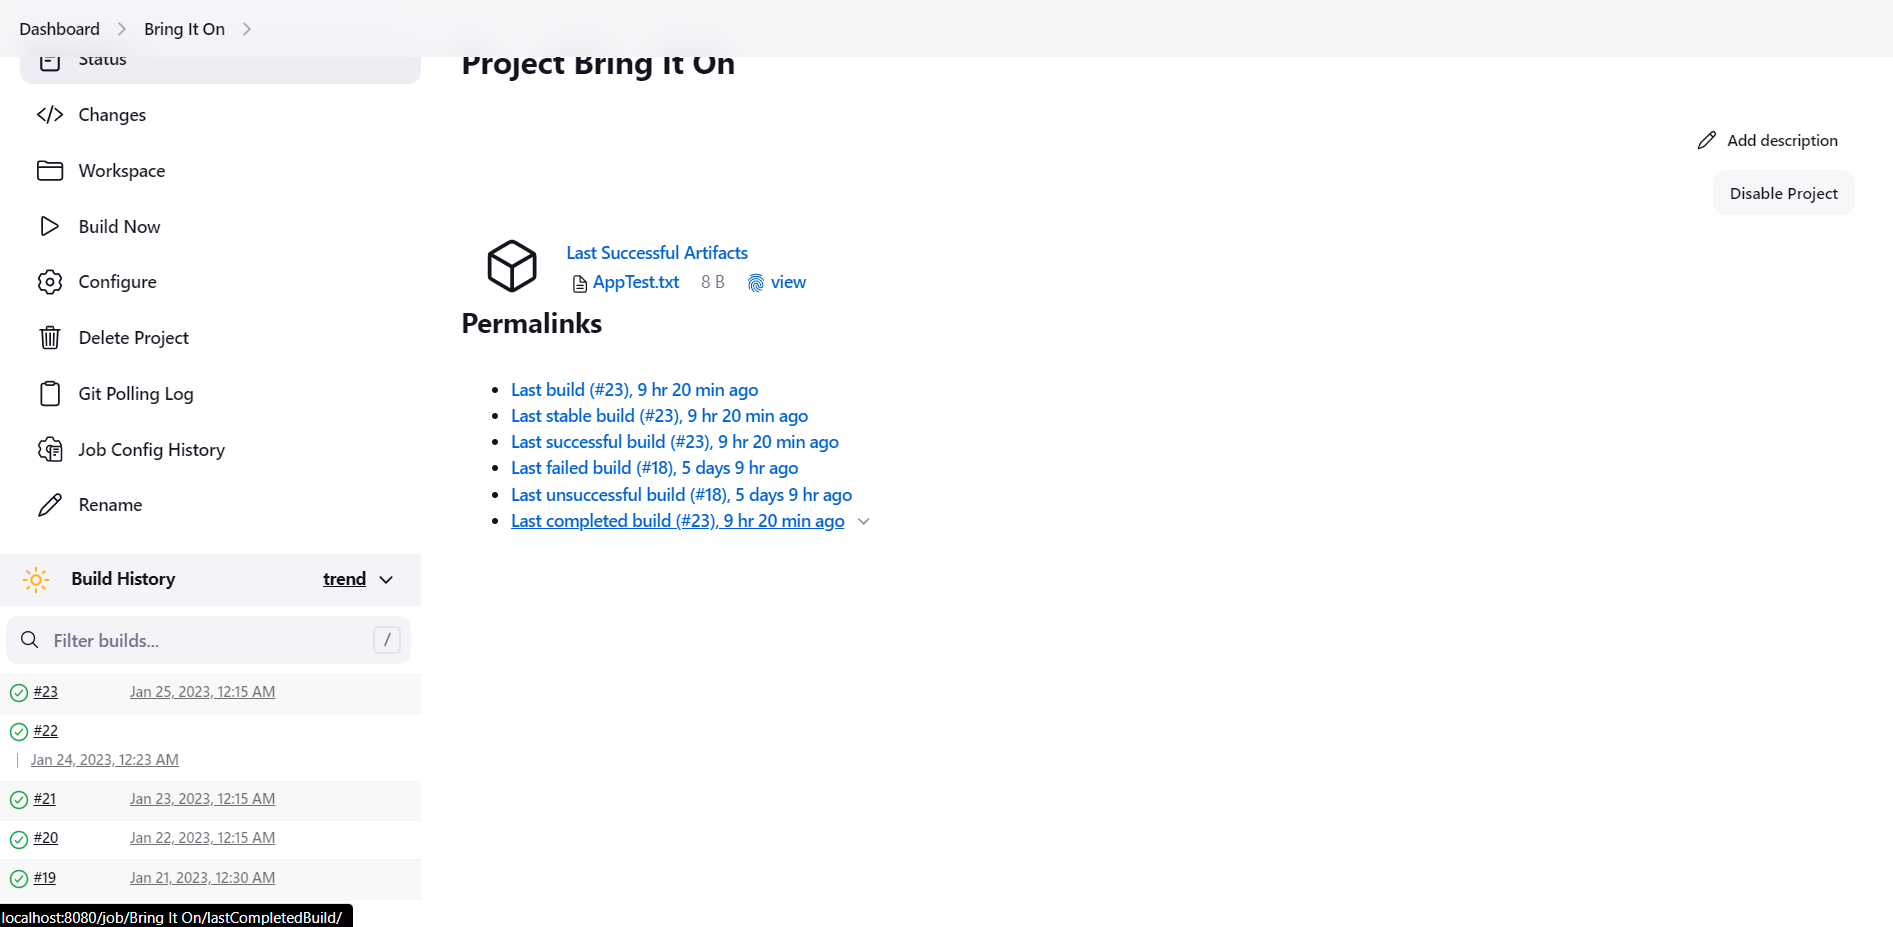 Dashboard
Bring It On
Status
Project Bring It On
Changes
Add description
Workspace
Disable Project
Build Now
Last Successful Artifacts
Configure
AppTest.txt 8 B view
Permalinks
Delete Project
Last build (#23), 9 hr 20 min ago
Git Polling Log
Last stable build (#23), 9 hr 20 min ago
Last successful build (#23), 9 hr 20 min ago
Job Config History
Last failed build (#18), 5 days 9 hr ago
Last unsuccessful build (#18), 5 days 9 hr ago
Rename
Last completed build (#23), 9 hr 20 min ago
Build History trend
Filter builds... /
#23 Jan 25, 2023, 12:15 AM
#22
Jan 24, 2023, 12:23 AM
#21 Jan 23, 2023, 12:15 AM
#20 Jan 22, 2023, 12:15 AM
#19 Jan 21, 2023, 12:30 AM
localhost:8080/job/Bring It On/lastCompletedBuild/